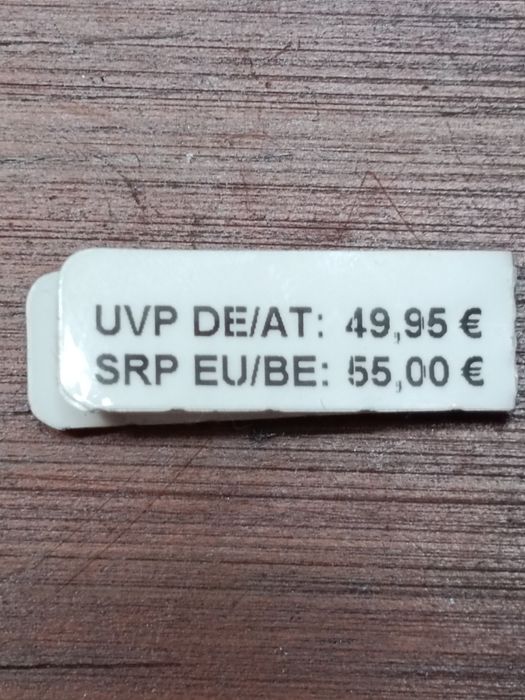 UVP DE/AT: 49,95 €
SRP EU/BE: 55,00 €